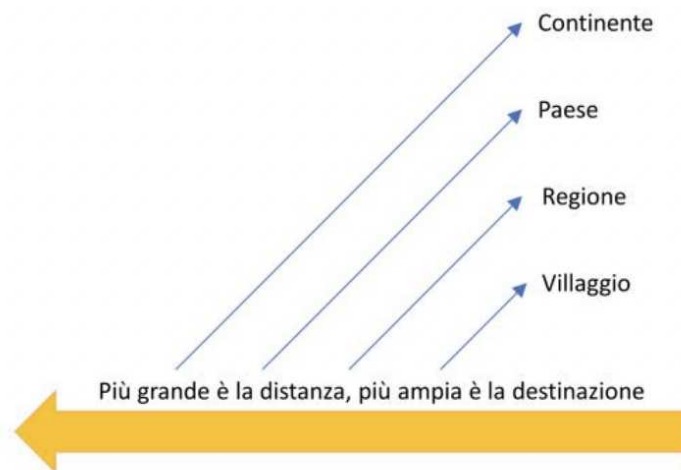 Continente
Paese
Regione
Villaggio
Più grande è la distanza, più ampia è la destinazione